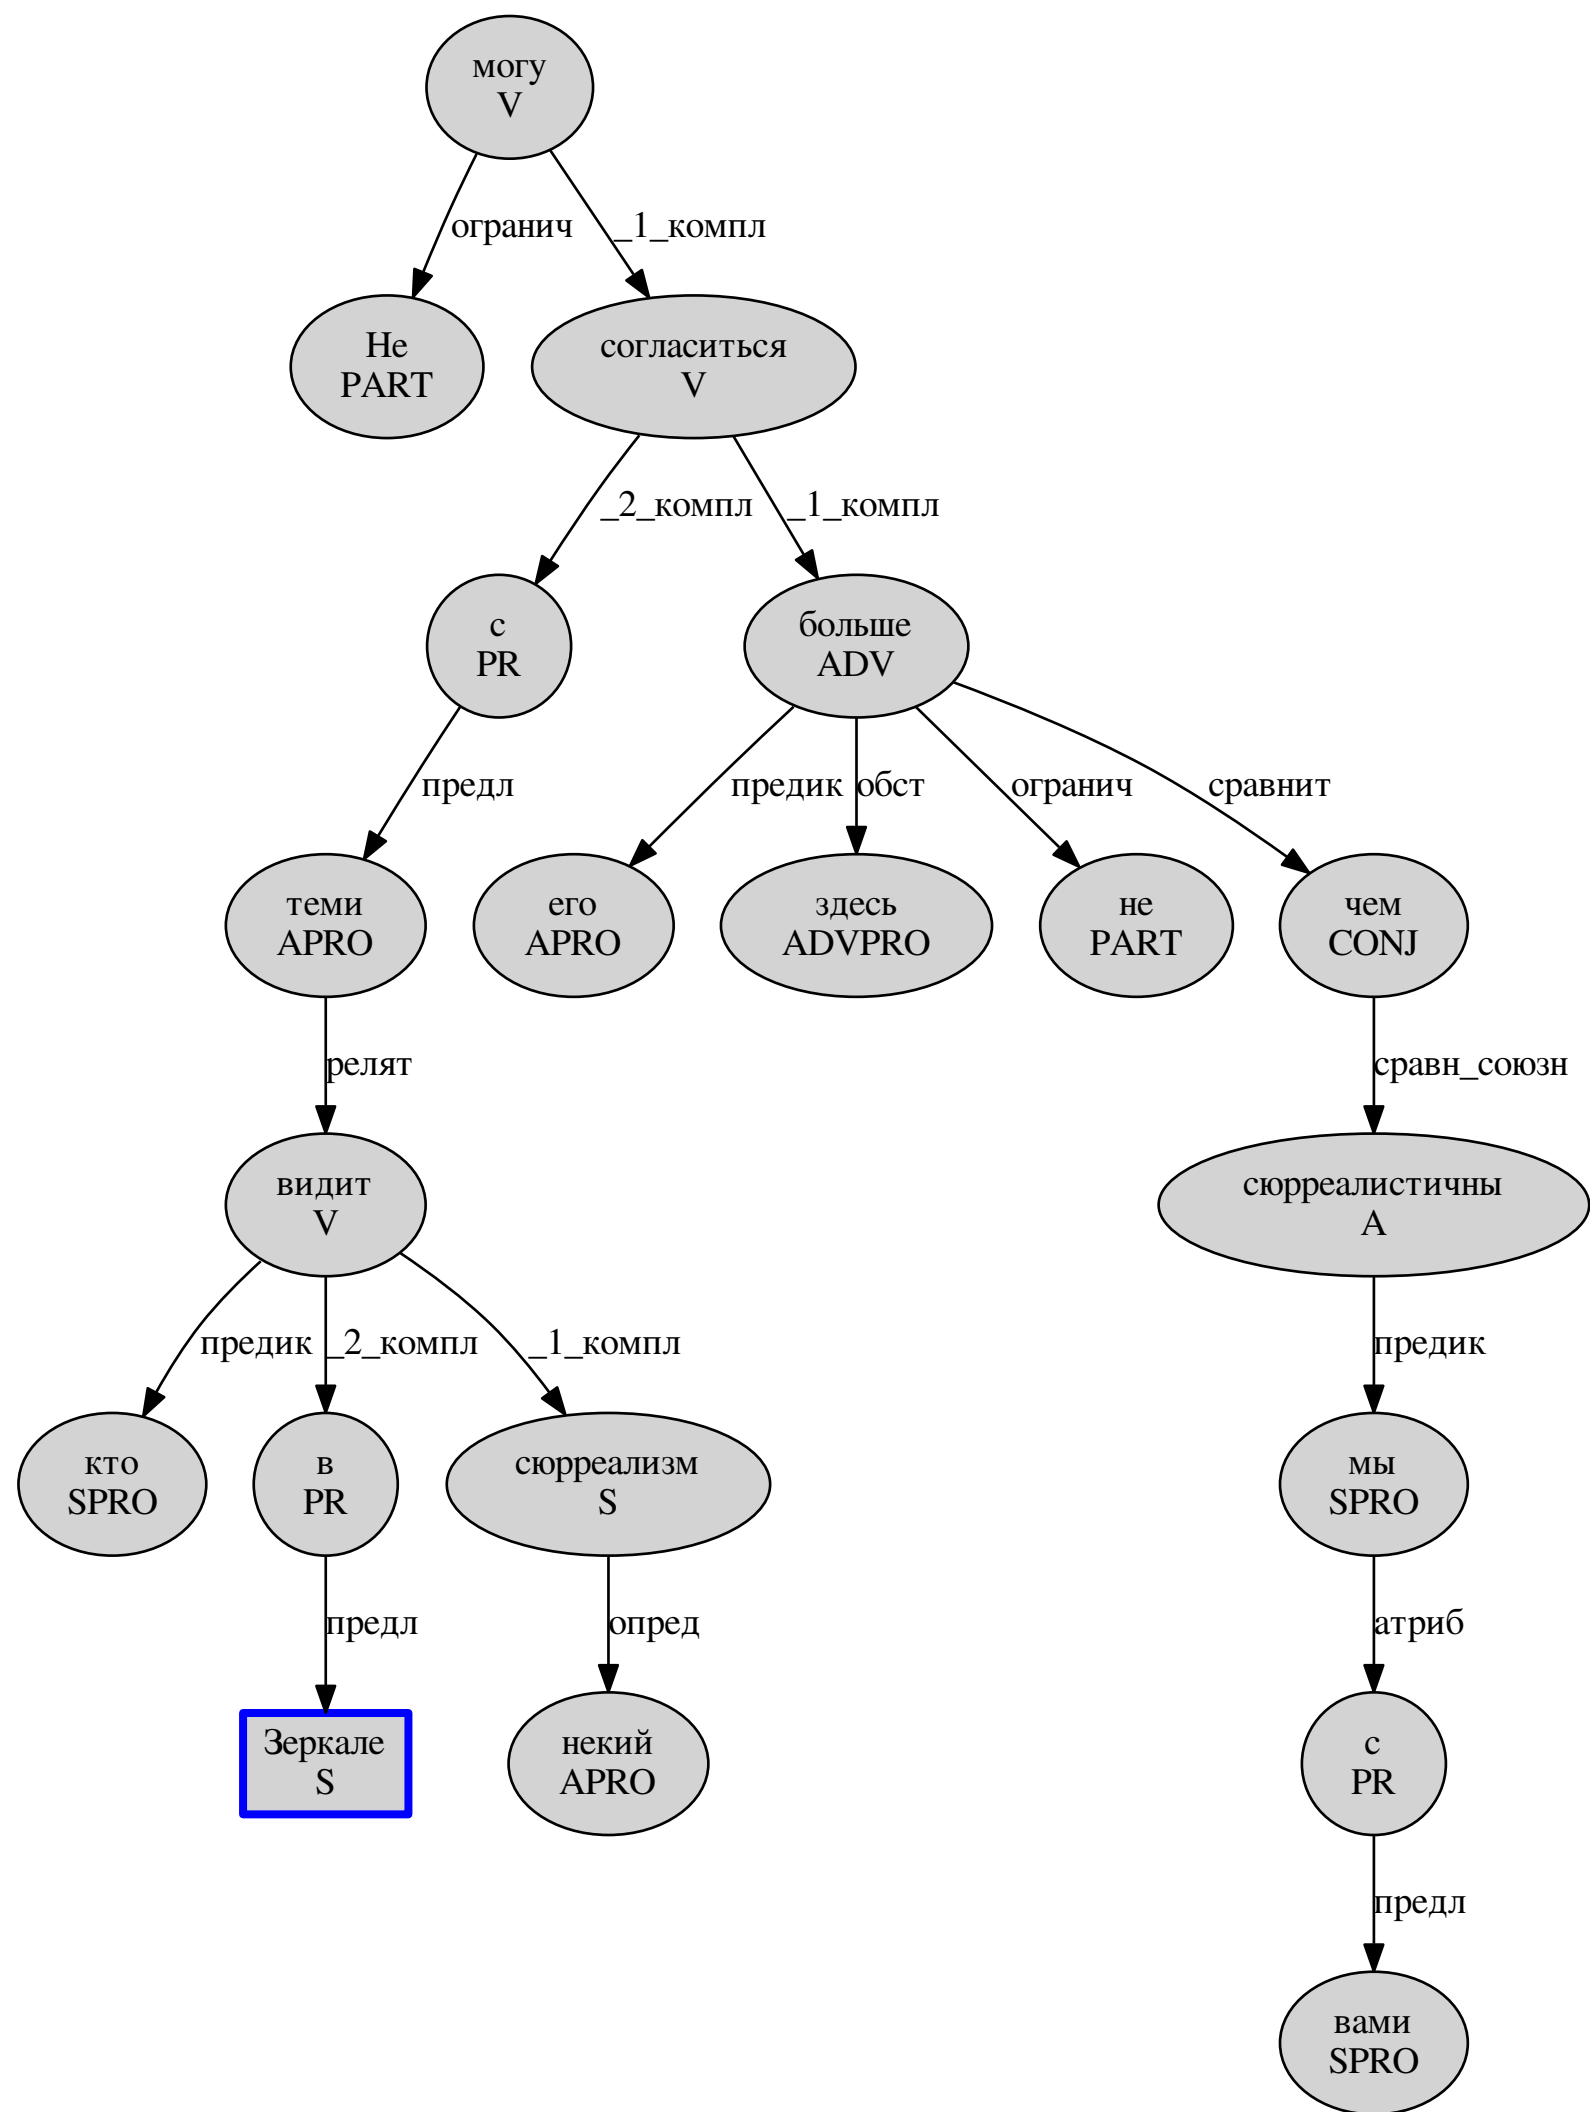 могу
V
огранич
_1_компл
Не
PART
согласиться
V
_2_компл
_1_компл
с
PR
больше
ADV
предл
предик
обст
огранич
сравнит
теми
APRO
его
APRO
здесь
ADVPRO
не
PART
чем
CONJ
релят
сравн_союзн
видит
V
сюрреалистичны
A
предик
_2_компл
_1_компл
предик
кто
SPRO
в
PR
сюрреализм
S
мы
SPRO
предл
опред
атриб
Зеркале
S
некий
APRO
с
PR
предл
вами
SPRO